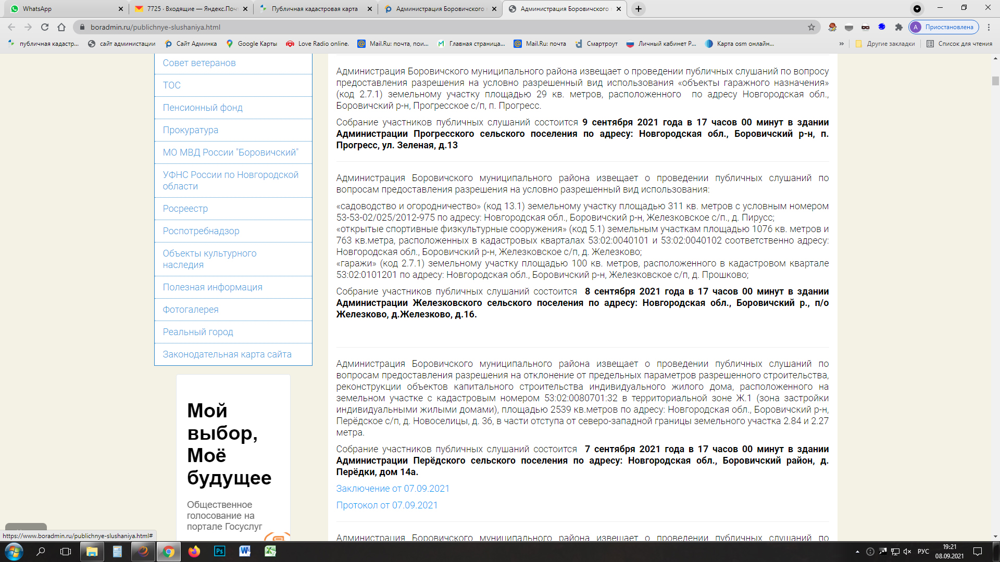 WhatsApp
7725 · Входящие — Яндекс.Поч
Публичная кадастровая карта
Администрация Боровичского
Администрация Боровичского
boradmin.ru/publichnye-slushaniya.html
А
Приостановлена
публичная кадастр...
сайт админстации
Сайт Админка
Google Карты
Love Radio online.
Mail.Ru: почта, пои...
Главная страница...
Mail.Ru: почта
Смартроут
Личный кабинет Р...
Карта osm онлайн...
»
Другие закладки
Список для чтения
Совет ветеранов
ТОС
Пенсионный фонд
Прокуратура
МО МВД России "Боровичский"
УФНС России по Новгородской
области
Росреестр
Роспотребнадзор
Объекты культурного
наследия
Полезная информация
Фотогалерея
Реальный город
Законодательная карта сайта
Мой
выбор,
Моё
будущее
Общественное
голосование на
портале Госуслуг
Администрация Боровичского муниципального района извещает о проведении публичных слушаний по вопросу
предоставления разрешения на условно разрешенный вид использования «объекты гаражного назначения»
(код 2.7.1) земельному участку площадью 29 кв. метров, расположенного по адресу Новгородская обл.,
Боровичский р-н, Прогресское с/п, п. Прогресс.
Собрание участников публичных слушаний состоится 9 сентября 2021 года в 17 часов 00 минут в здании
Администрации Прогресского сельского поселения по адресу: Новгородская обл., Боровичский р-н, п.
Прогресс, ул. Зеленая, д.13
Администрация Боровичского муниципального района извещает о проведении публичных слушаний по
вопросам предоставления разрешения на условно разрешенный вид использования:
«садоводство и огородничество» (код 13.1) земельному участку площадью 311 кв. метров с условным номером
53-53-02/025/2012-975 по адресу: Новгородская обл., Боровичский р-н, Железковское с/п., д. Пирусс;
«открытые спортивные физкультурные сооружения» (код 5.1) земельным участкам площадью 1076 кв. метров и
763 кв.метра, расположенных в кадастровых кварталах 53:02:0040101 и 53:02:0040102 соответственно адресу:
Новгородская обл., Боровичский р-н, Железковское с/п, д. Железково;
«гаражи» (код 2.7.1) земельному участку площадью 100 кв. метров, расположенного в кадастровом квартале
53:02:0101201 по адресу: Новгородская обл., Боровичский р-н, Железковское с/п, д. Прошково;
Собрание участников публичных слушаний состоится 8 сентября 2021 года в 17 часов 00 минут в здании
Администрации Железковского сельского поселения по адресу: Новгородская обл., Боровичский р., п/о
Железково, д.Железково, д.16.
Администрация Боровичского муниципального района извещает о проведении публичных слушаний по
вопросам предоставления разрешения на отклонение от предельных параметров разрешенного строительства,
реконструкции объектов капитального строительства индивидуального жилого дома, расположенного на
земельном участке с кадастровым номером 53:02:0080701:32 в территориальной зоне Ж.1 (зона застройки
индивидуальными жилыми домами), площадью 2539 кв.метров по адресу: Новгородская обл., Боровичский р-н,
Перёдское с/п, д. Новоселицы, д. 36, в части отступа от северо-западной границы земельного участка 2.84 и 2.27
метра.
Собрание участников публичных слушаний состоится 7 сентября 2021 года в 17 часов 00 минут в здании
Администрации Перёдского сельского поселения по адресу: Новгородская обл., Боровичский район, д.
Перёдки, дом 14а.
Заключение от 07.09.2021
Протокол от 07.09.2021
Администрация Боровичского муниципального района извещает о проведении публичных слушаний по
https://www.boradmin.ru/publichnye-slushaniya.html#
Ps
РУС
19:21
08.09.2021